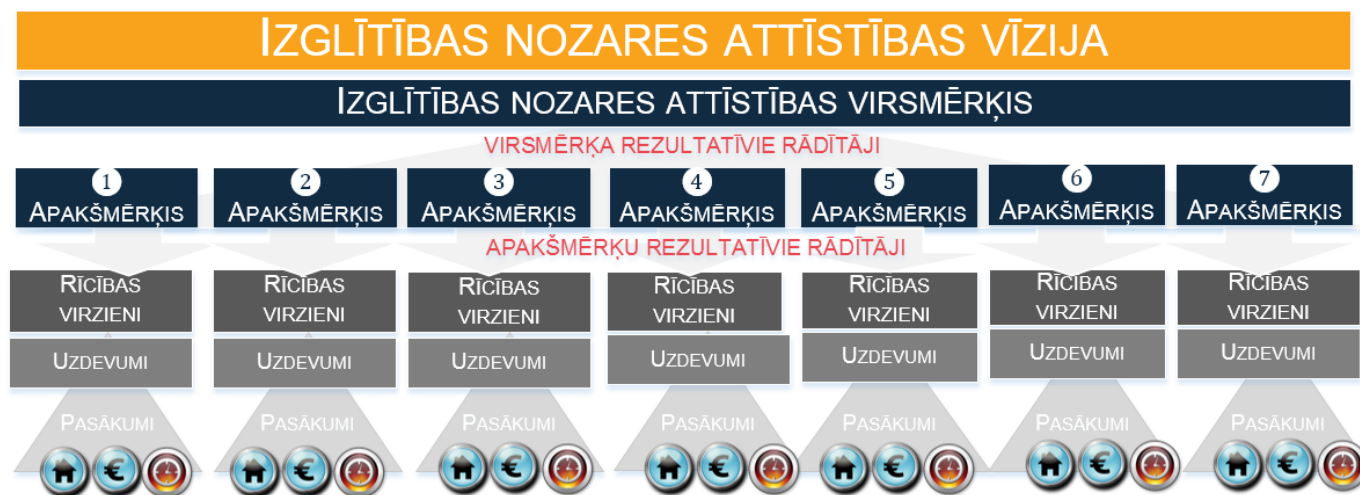 IZGLĪTĪBAS NOZARES ATTĪSTĪBAS VĪZIJA
IZGLĪTĪBAS NOZARES ATTĪSTĪBAS VIRSMĒRĶIS
VIRSMĒRĶA REZULTATĪVIE RĀDĪTĀJI
1 2 3 4 5 6 7
APAKŠMĒRĶIS APAKŠMĒRĶIS APAKŠMĒRĶIS APAKŠMĒRĶIS APAKŠMĒRĶIS APAKŠMĒRĶIS APAKŠMĒRĶIS
APAKŠMĒRĶU REZULTATĪVIE RĀDĪTĀJI
RĪCĪBAS RĪCĪBAS RĪCĪBAS RĪCĪBAS RĪCĪBAS RĪCĪBAS RĪCĪBAS
VIRZIENI VIRZIENI VIRZIENI VIRZIENI VIRZIENI VIRZIENI VIRZIENI
UZDEVUMI UZDEVUMI UZDEVUMI UZDEVUMI UZDEVUMI UZDEVUMI UZDEVUMI
PASĀKUMI PASĀKUMI PASĀKUMI PASĀKUMI PASĀKUMI PASĀKUMI PASĀKUMI
€ € € € € € €